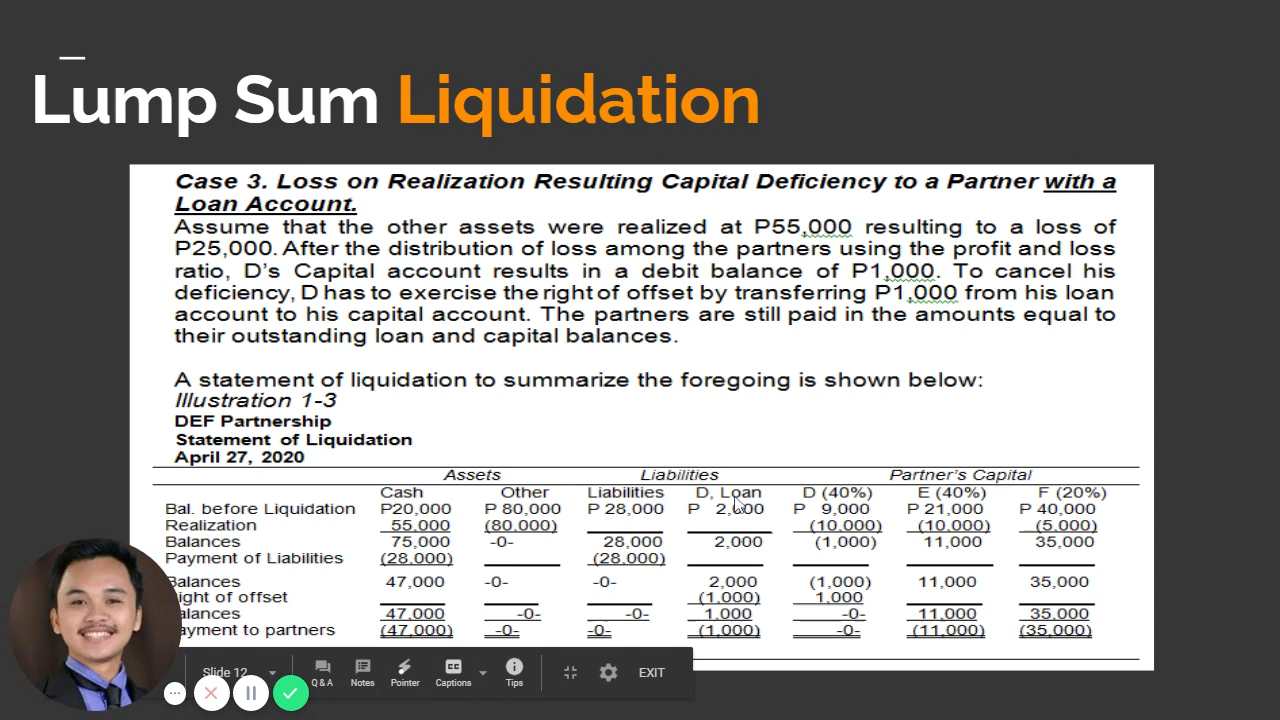 Lump Sum Liquidation
Case 3. Loss on Realization Resulting Capital Deficiency to a Partner with a
Loan Account.
Assume that the other assets were realized at P55,000 resulting to a loss of
P25,000. After the distribution of loss among the partners using the profit and loss
ratio, D's Capital account results in a debit balance of P1,000. To cancel his
deficiency, D has to exercise the right of offset by transferring P1,000 from his loan
account to his capital account. The partners are still paid in the amounts equal to
their outstanding loan and capital balances.
A statement of liquidation to summarize the foregoing is shown below:
Illustration 1-3
DEF Partnership
Statement of Liquidation
April 27, 2020
Assets Liabilities Partner's Capital
Cash Other Liabilities D, Loan D (40%) E (40%) F (20%)
Bal. before Liquidation P20,000 P 80,000 P 28,000 P 2,000 P 9,000 P 21,000 P 40,000
Realization 55,000 (80,000) (10,000) (10,000) (5,000)
Balances 75,000 -0- 28,000 2,000 (1,000) 11,000 35,000
Payment of Liabilities (28,000) (28,000)
Balances 47,000 -0- -0- 2,000 (1,000) 11,000 35,000
ight of offset (1,000) 1,000
alances 47,000 -0- -0- 1,000 -0- 11,000 35,000
ayment to partners (47,000) -0- -0- (1,000) -0- (11,000) (35,000)
Slide 12 Q & A Notes Pointer CC Captions Tips EXIT